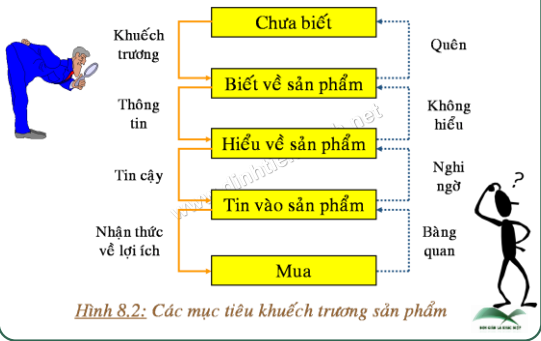 Chưa biết
Khuếch
trương
Quên
Biết về sản phẩm
Thông
tin
Không
hiểu
Hiểu về sản phẩm
Tin cậy
Nghi
ngờ
Tin vào sản phẩm
Nhận thức
về lợi ích
Bàng
quan
Mua
?
Hình 8.2: Các mục tiêu khuếch trương sản phẩm